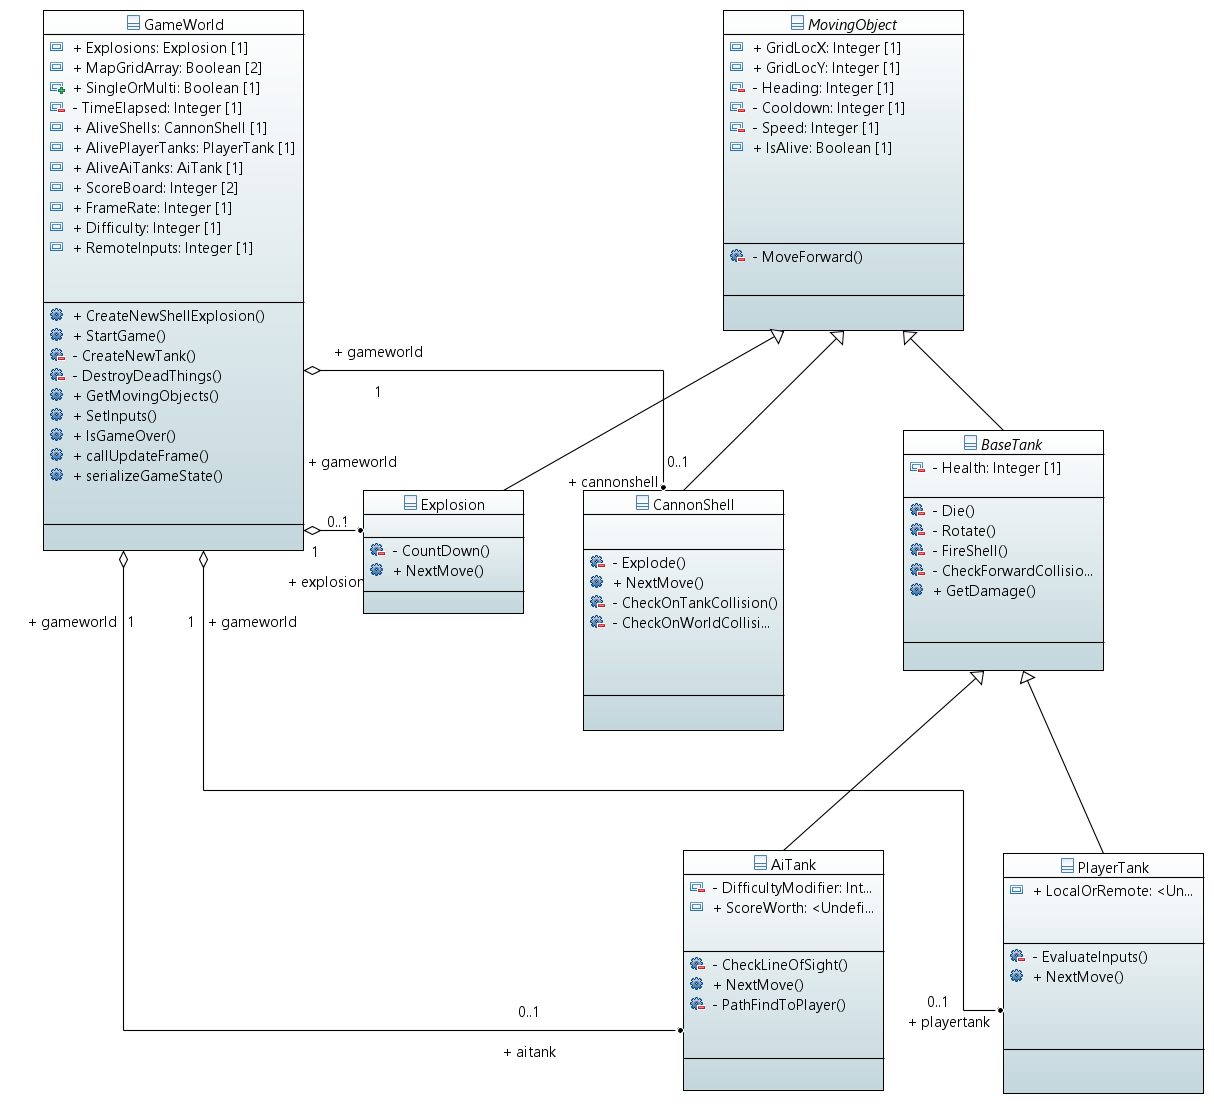 GameWorld
+ Explosions: Explosion [1]
+ MapGridArray: Boolean [2]
+ SingleOrMulti: Boolean [1]
- TimeElapsed: Integer [1]
+ AliveShells: CannonShell [1]
+ AlivePlayerTanks: PlayerTank [1]
+ AliveAiTanks: AiTank [1]
+ ScoreBoard: Integer [2]
+ FrameRate: Integer [1]
+ Difficulty: Integer [1]
+ RemoteInputs: Integer [1]
+ CreateNewShellExplosion()
+ StartGame()
- CreateNewTank()
- DestroyDeadThings()
+ GetMovingObjects()
+ SetInputs()
+ IsGameOver()
+ callUpdateFrame()
+ serializeGameState()
MovingObject
+ GridLocX: Integer [1]
+ GridLocY: Integer [1]
- Heading: Integer [1]
- Cooldown: Integer [1]
- Speed: Integer [1]
+ IsAlive: Boolean [1]
- MoveForward()
+ gameworld
1
0..1
+ cannonshell
+ gameworld
0..1
1
+ explosion
Explosion
- CountDown()
+ NextMove()
CannonShell
- Explode()
+ NextMove()
- CheckOnTankCollision()
- CheckOnWorldCollisi...
BaseTank
- Health: Integer [1]
- Die()
- Rotate()
- FireShell()
- CheckForwardCollisio...
+ GetDamage()
+ gameworld
1
1
+ gameworld
AiTank
- DifficultyModifier: Int...
+ ScoreWorth: <Undefi...
- CheckLineOfSight()
+ NextMove()
- PathFindToPlayer()
PlayerTank
+ LocalOrRemote: <Un...
- EvaluateInputs()
+ NextMove()
0..1
+ playertank
0..1
+ aitank